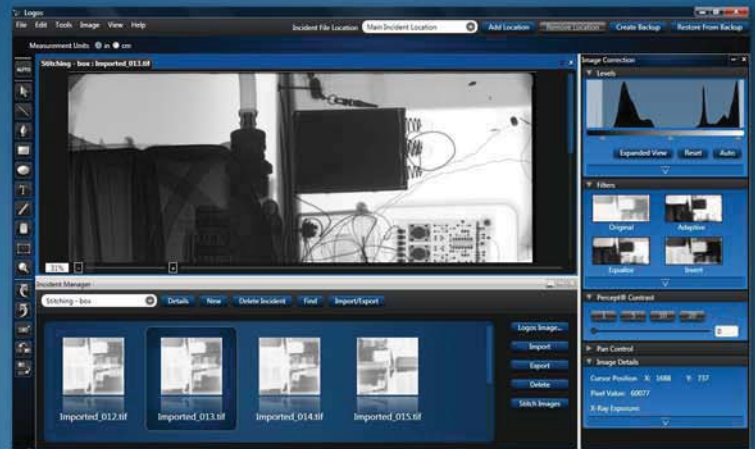 Logos
File Edit Tools Image View Help
Incident File Location Main Incident Location Add Location Remove Location Create Backup Restore From Backup
Measurement Units in cm
AUTO
Stitching - box : Imported_013.tif
T
31%
Incident Manager
Stitching - box Details New Delete Incident Find Import/Export
Imported_012.tif Imported_013.tif Imported_014.tif Imported_015.tif
Logos Image...
Import
Export
Delete
Stitch Images
Image Correction
Levels
Expanded View Reset Auto
Filters
Original Adaptive
Equalize Invert
Percept® Contrast
1 5
Pan Control
Image Details
Cursor Position X: 1688 Y: 737
Pixel Value: 60077
X-Ray Exposure: